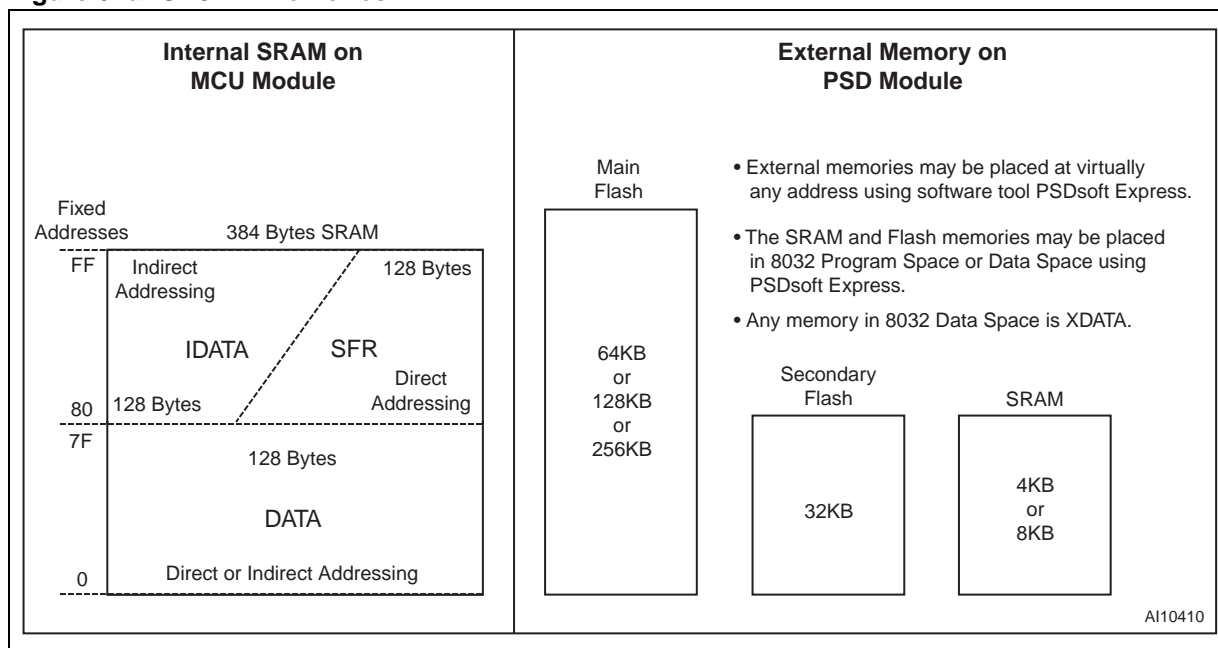 Internal SRAM on
MCU Module
Fixed
Addresses
384 Bytes SRAM
FF
Indirect
Addressing
128 Bytes
IDATA
SFR
Direct
Addressing
128 Bytes
80
7F
128 Bytes
DATA
Direct or Indirect Addressing
0
External Memory on
PSD Module
Main
Flash
64KB
or
128KB
or
256KB
• External memories may be placed at virtually
any address using software tool PSDsoft Express.
• The SRAM and Flash memories may be placed
in 8032 Program Space or Data Space using
PSDsoft Express.
• Any memory in 8032 Data Space is XDATA.
Secondary
Flash
32KB
SRAM
4KB
or
8KB
AI10410